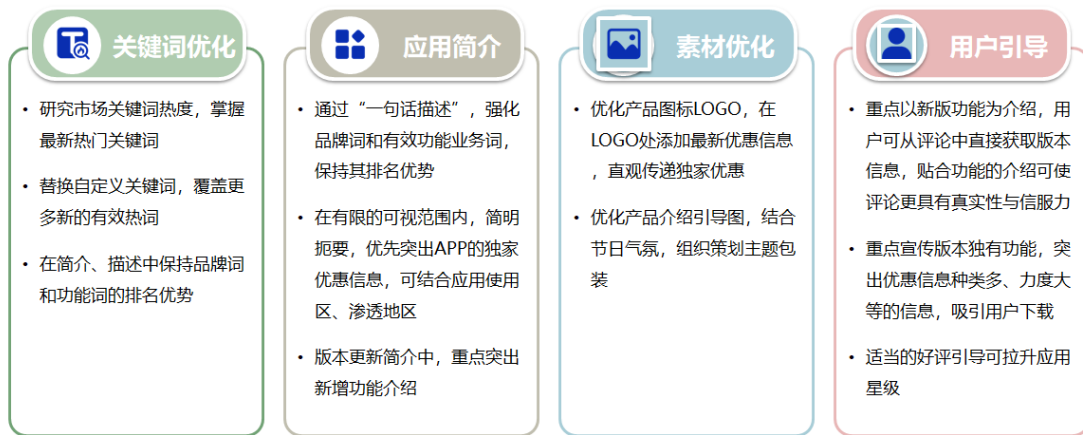 关键词优化
研究市场关键词热度，掌握
最新热门关键词
替换自定义关键词，覆盖更
多新的有效热词
在简介、描述中保持品牌词
和功能词的排名优势
应用简介
通过“一句话描述”，强化
品牌词和有效功能业务词，
保持其排名优势
在有限的可视范围内，简明
扼要，优先突出APP的独家
优惠信息，可结合应用使用
区、渗透地区
版本更新简介中，重点突出
新增功能介绍
素材优化
优化产品图标LOGO，在
LOGO处添加最新优惠信息
，直观传递独家优惠
优化产品介绍引导图，结合
节日气氛，组织策划主题包
装
用户引导
重点以新版功能为介绍，用
户可从评论中直接获取版本
信息，贴合功能的介绍可使
评论更具有真实性与信服力
重点宣传版本独有功能，突
出优惠信息种类多、力度大
等的信息，吸引用户下载
适当的好评引导可拉升应用
星级